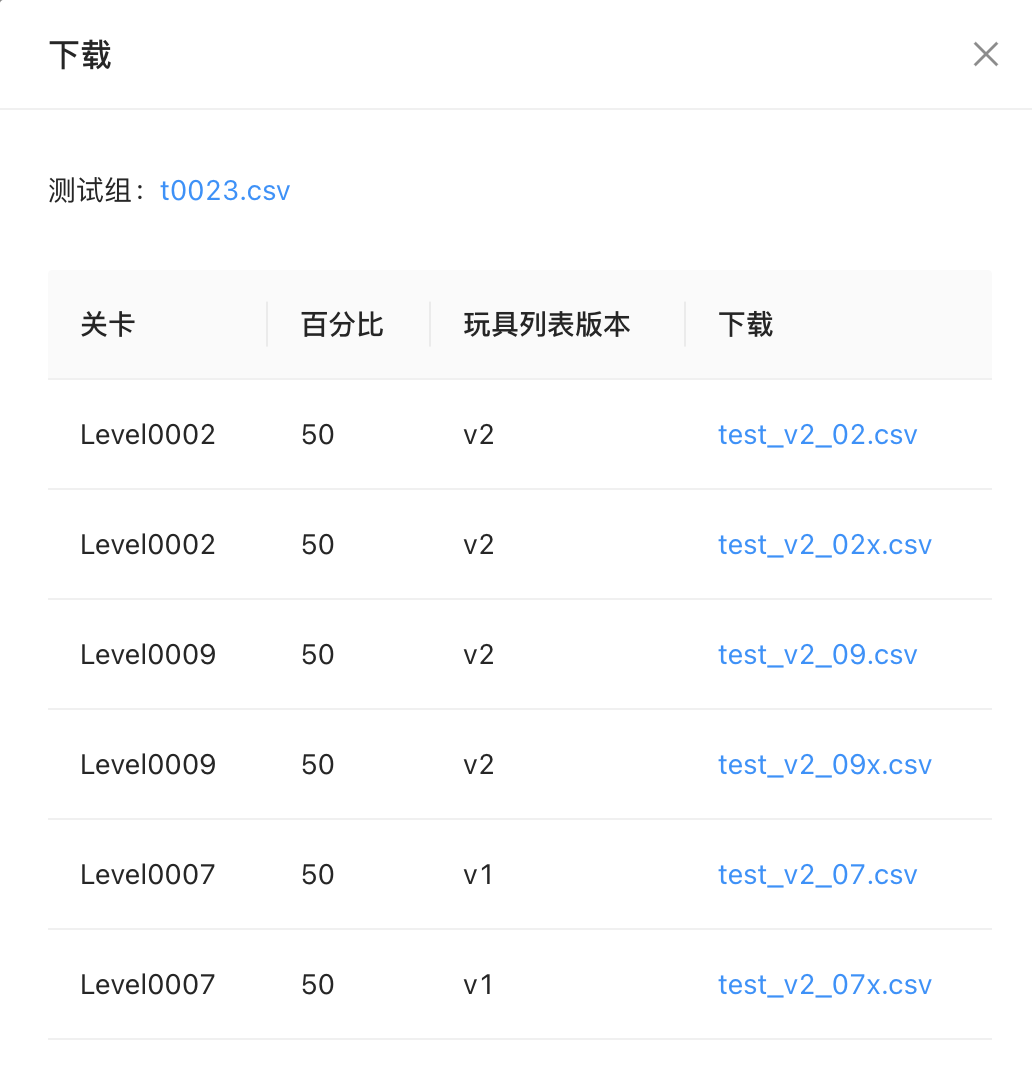 下载
测试组：t0023.csv
关卡 百分比 玩具列表版本 下载
Level0002 50 v2 test_v2_02.csv
Level0002 50 v2 test_v2_02x.csv
Level0009 50 v2 test_v2_09.csv
Level0009 50 v2 test_v2_09x.csv
Level0007 50 v1 test_v2_07.csv
Level0007 50 v1 test_v2_07x.csv